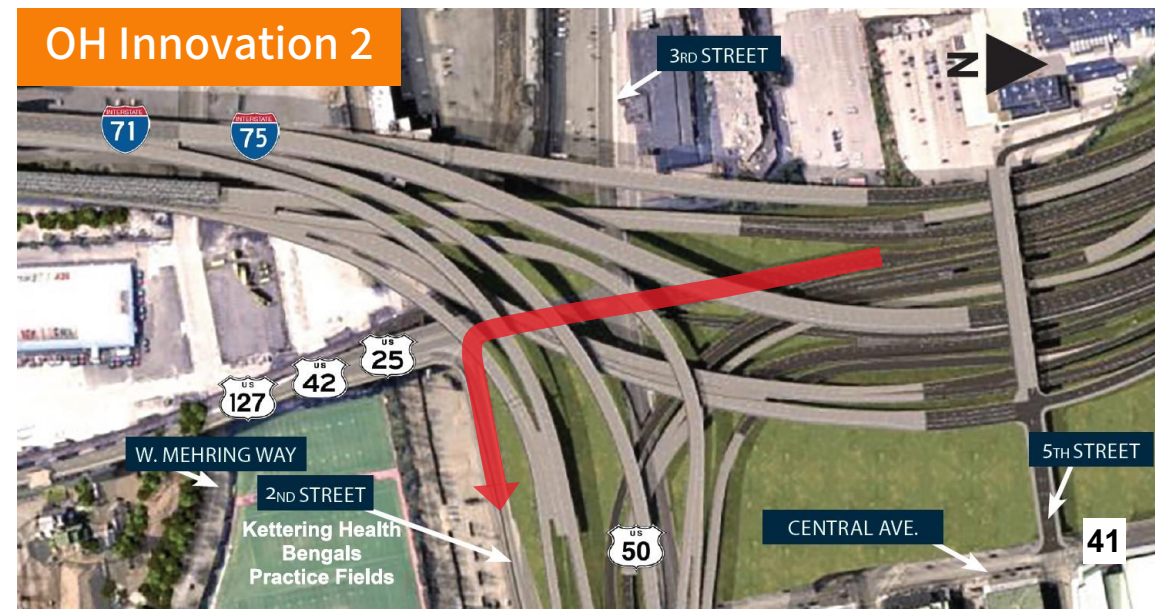 OH Innovation 2
3RD STREET
N
INTERSTATE
71
INTERSTATE
75
US
25
US
42
US
127
W. MEHRING WAY
2ND STREET
Kettering Health
Bengals
Practice Fields
US
50
CENTRAL AVE.
5TH STREET
41